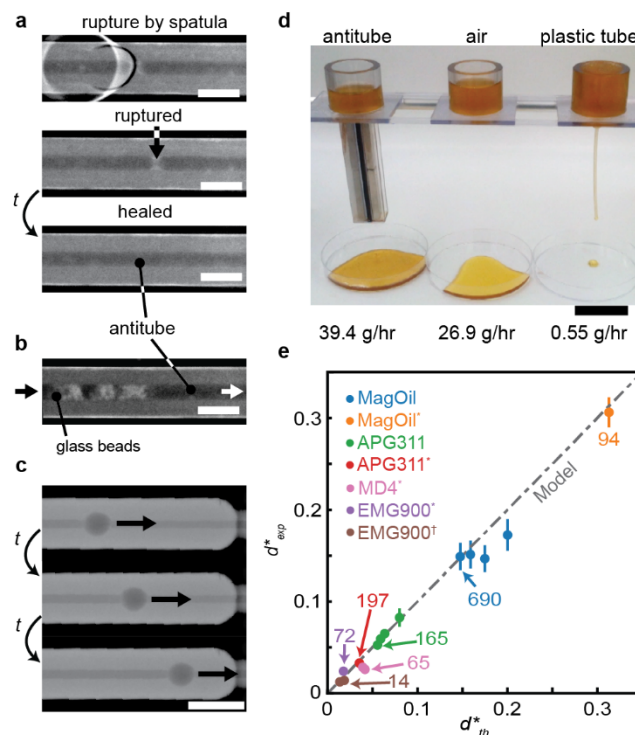 a
rupture by spatula
ruptured
t
healed
antitube
b
glass beads
c
t
t
d
antitube air plastic tube
39.4 g/hr 26.9 g/hr 0.55 g/hr
e
0.3
0.2
0.1
0
d*exp
MagOil
MagOil*
APG311
APG311*
MD4*
EMG900*
EMG900†
94
Model
690
197
165
72
65
14
0 0.1 0.2 0.3
d*th